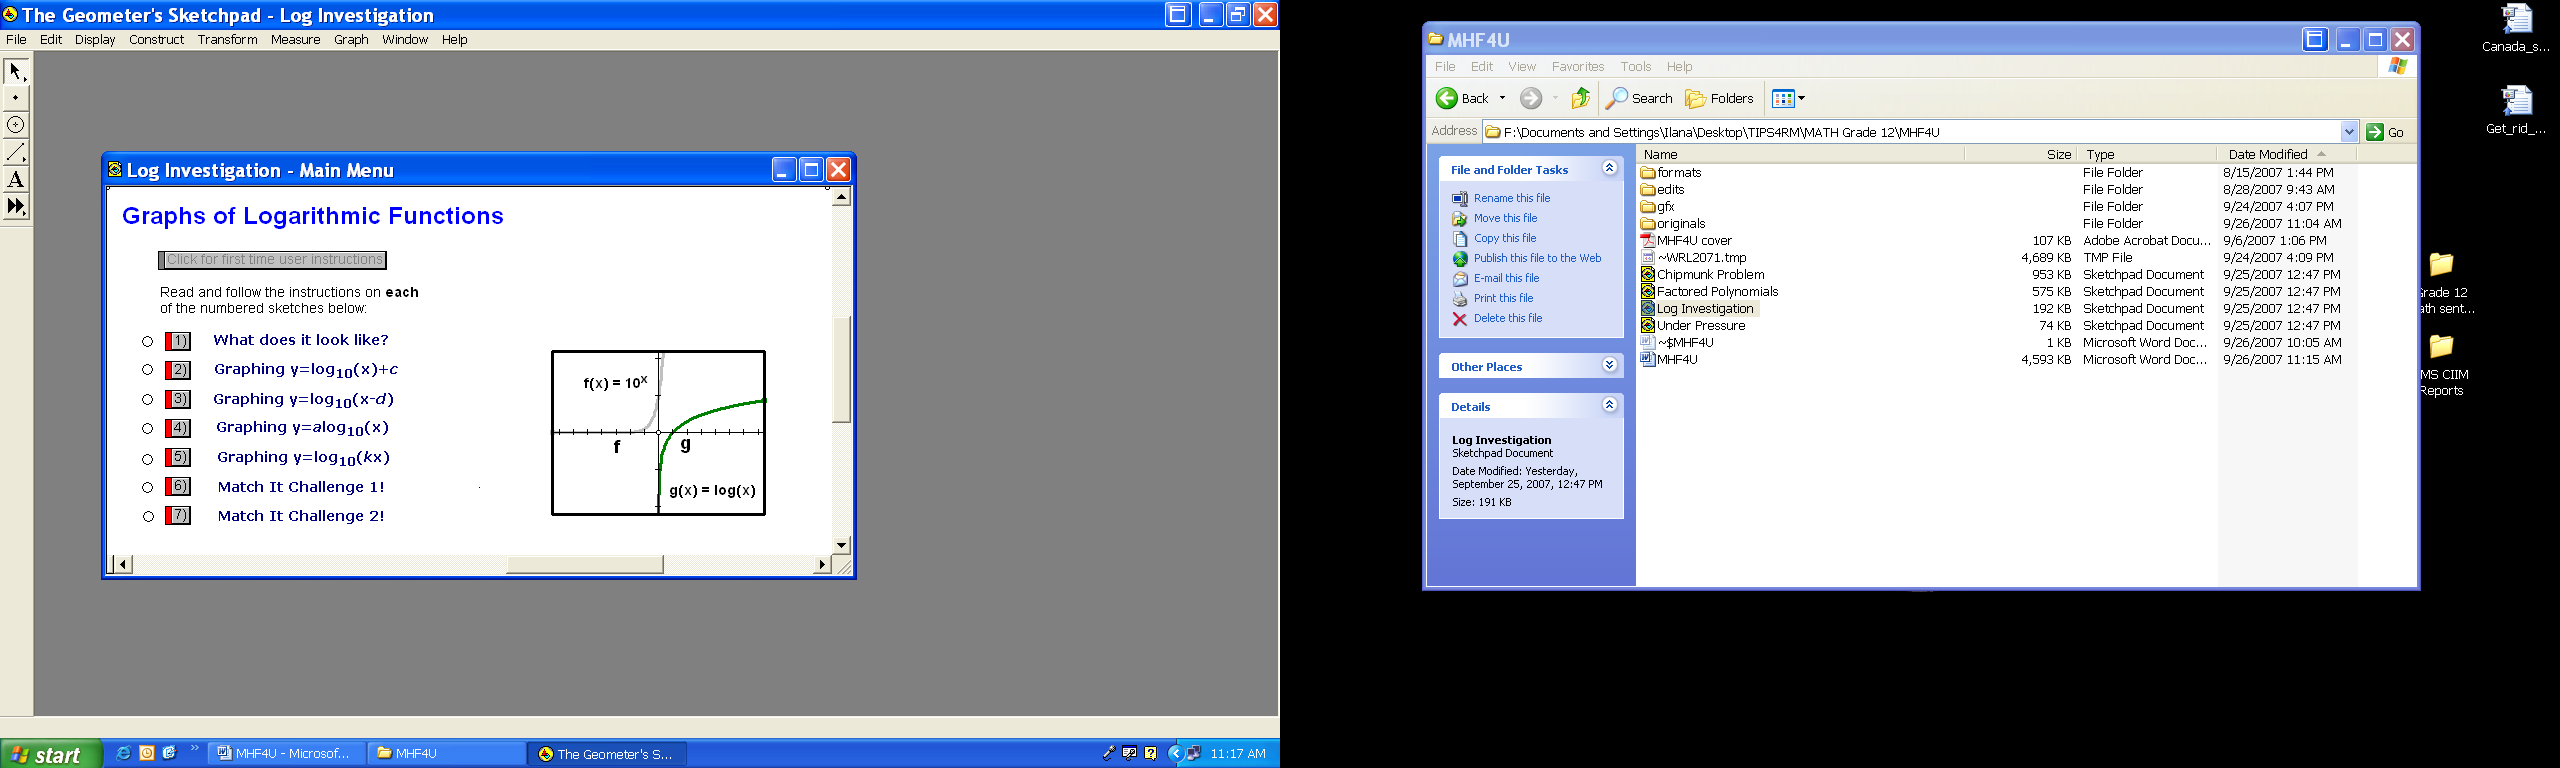 The Geometer's Sketchpad - Log Investigation
File Edit Display Construct Transform Measure Graph Window Help
A
Log Investigation - Main Menu
Graphs of Logarithmic Functions
Click for first time user instructions
Read and follow the instructions on each
of the numbered sketches below:
1) What does it look like?
2) Graphing y=log10(x)+c
3) Graphing y=log10(x-d)
4) Graphing y=alog10(x)
5) Graphing y=log10(kx)
6) Match It Challenge 1!
7) Match It Challenge 2!
f(x) = 10^x
f g
g(x) = log(x)
start
MHF4U - Microsof...
MHF4U
The Geometer's S...
11:17 AM
MHF4U
File Edit View Favorites Tools Help
Back Search Folders
Address F:\Documents and Settings\Ilana\Desktop\TIPS4RM\MATH Grade 12\MHF4U Go
File and Folder Tasks
Rename this file
Move this file
Copy this file
Publish this file to the Web
E-mail this file
Print this file
Delete this file
Other Places
Details
Log Investigation
Sketchpad Document
Date Modified: Yesterday,
September 25, 2007, 12:47 PM
Size: 191 KB
Name Size Type Date Modified
formats File Folder 8/15/2007 1:44 PM
edits File Folder 8/28/2007 9:43 AM
gfx File Folder 9/24/2007 4:07 PM
originals File Folder 9/26/2007 11:04 AM
MHF4U cover 107 KB Adobe Acrobat Docu... 9/6/2007 1:06 PM
~WRL2071.tmp 4,689 KB TMP File 9/24/2007 4:09 PM
Chipmunk Problem 953 KB Sketchpad Document 9/25/2007 12:47 PM
Factored Polynomials 575 KB Sketchpad Document 9/25/2007 12:47 PM
Log Investigation 192 KB Sketchpad Document 9/25/2007 12:47 PM
Under Pressure 74 KB Sketchpad Document 9/25/2007 12:47 PM
~$MHF4U 1 KB Microsoft Word Doc... 9/26/2007 10:05 AM
MHF4U 4,593 KB Microsoft Word Doc... 9/26/2007 11:15 AM
Canada_s...
Get_rid_...
12
sent...
MS CIIM
Reports